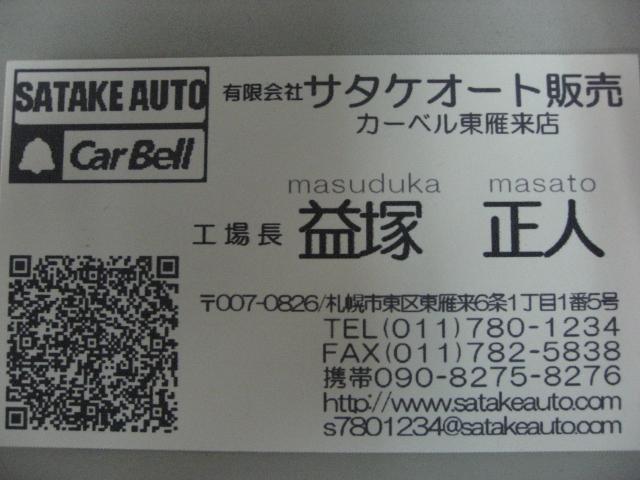 SATAKE AUTO
Car Bell
有限会社サタケオート販売
カーベル東雁来店
masuduka masato
工場長 益塚 正人
〒007-0826/札幌市東区東雁来6条1丁目1番5号
TEL(011)780-1234
FAX(011)782-5838
携帯090-8275-8276
http://www.satakeauto.com
s7801234@satakeauto.com